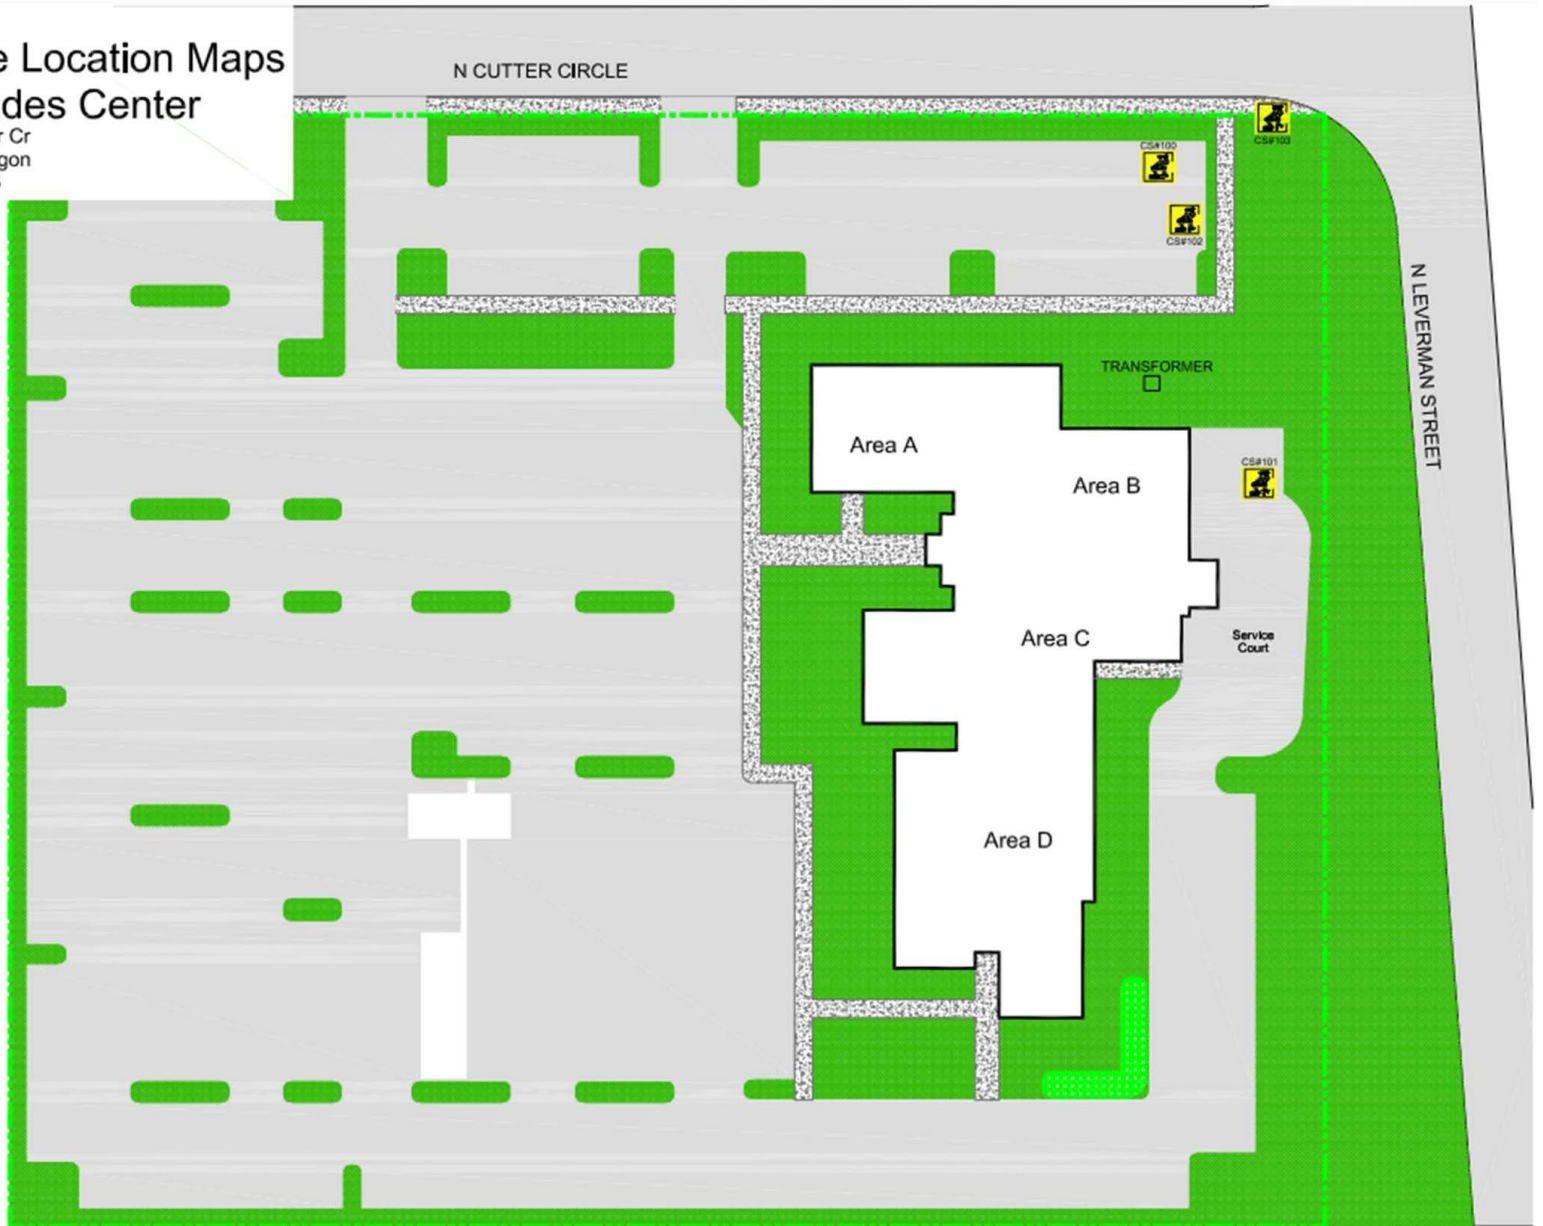 e Location Maps
des Center
r Cr
gon
N CUTTER CIRCLE
CS#103
CS#100
CS#102
N LEVERMAN STREET
TRANSFORMER
Area A
CS#101
Area B
Area C
Service
Court
Area D